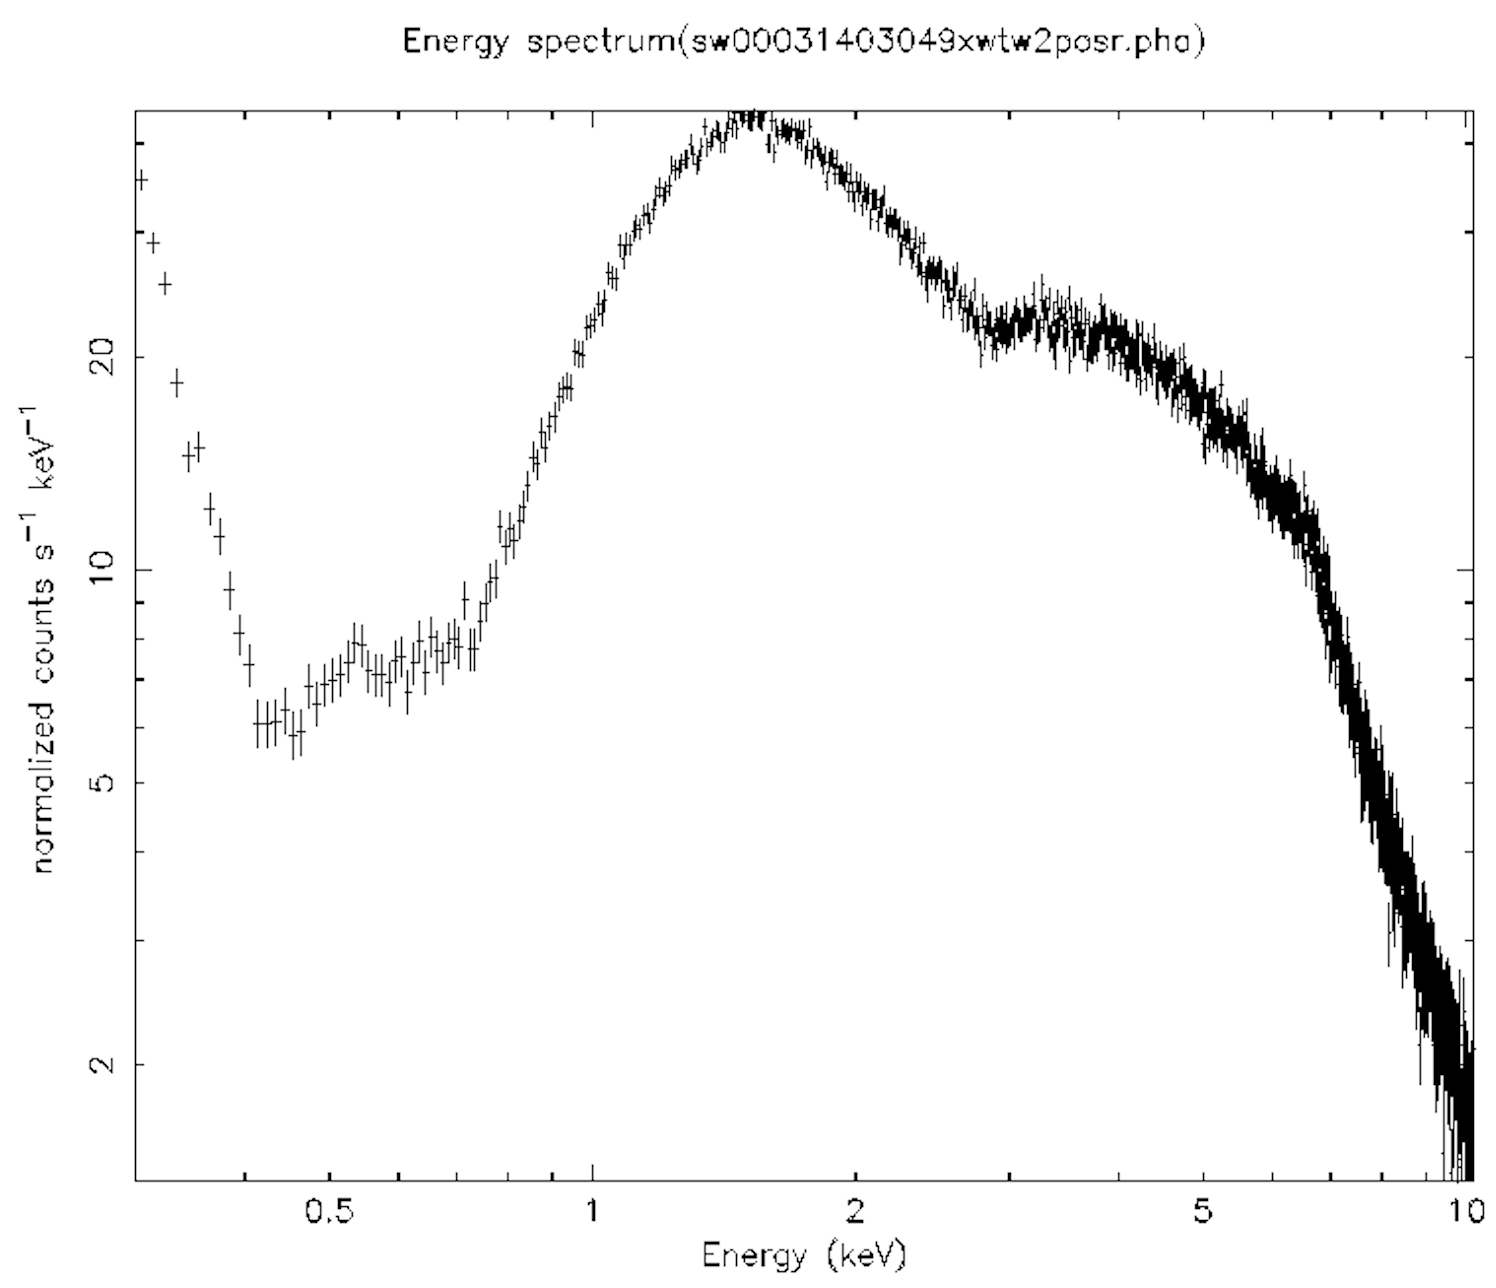 Energy spectrum(sw00031403049xwtw2posr.pha)
20
10
5
2
normalized counts s⁻¹ keV⁻¹
0.5 1 2 5 10
Energy (keV)